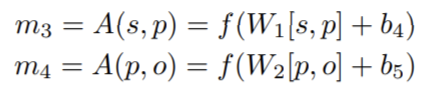 m₃ = A(s, p) = f(W₁[s, p] + b₄)
m₄ = A(p, o) = f(W₂[p, o] + b₅)